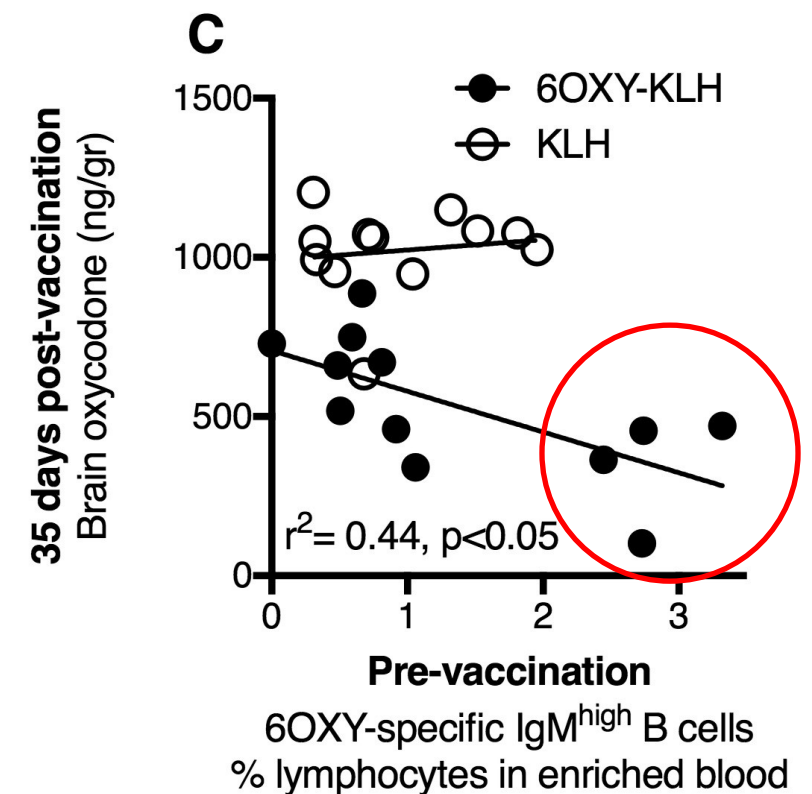 C
35 days post-vaccination
Brain oxycodone (ng/gr)
6OXY-KLH
KLH
1500
1000
500
0
r²= 0.44, p<0.05
0 1 2 3
Pre-vaccination
6OXY-specific IgMʰⁱᵍʰ B cells
% lymphocytes in enriched blood